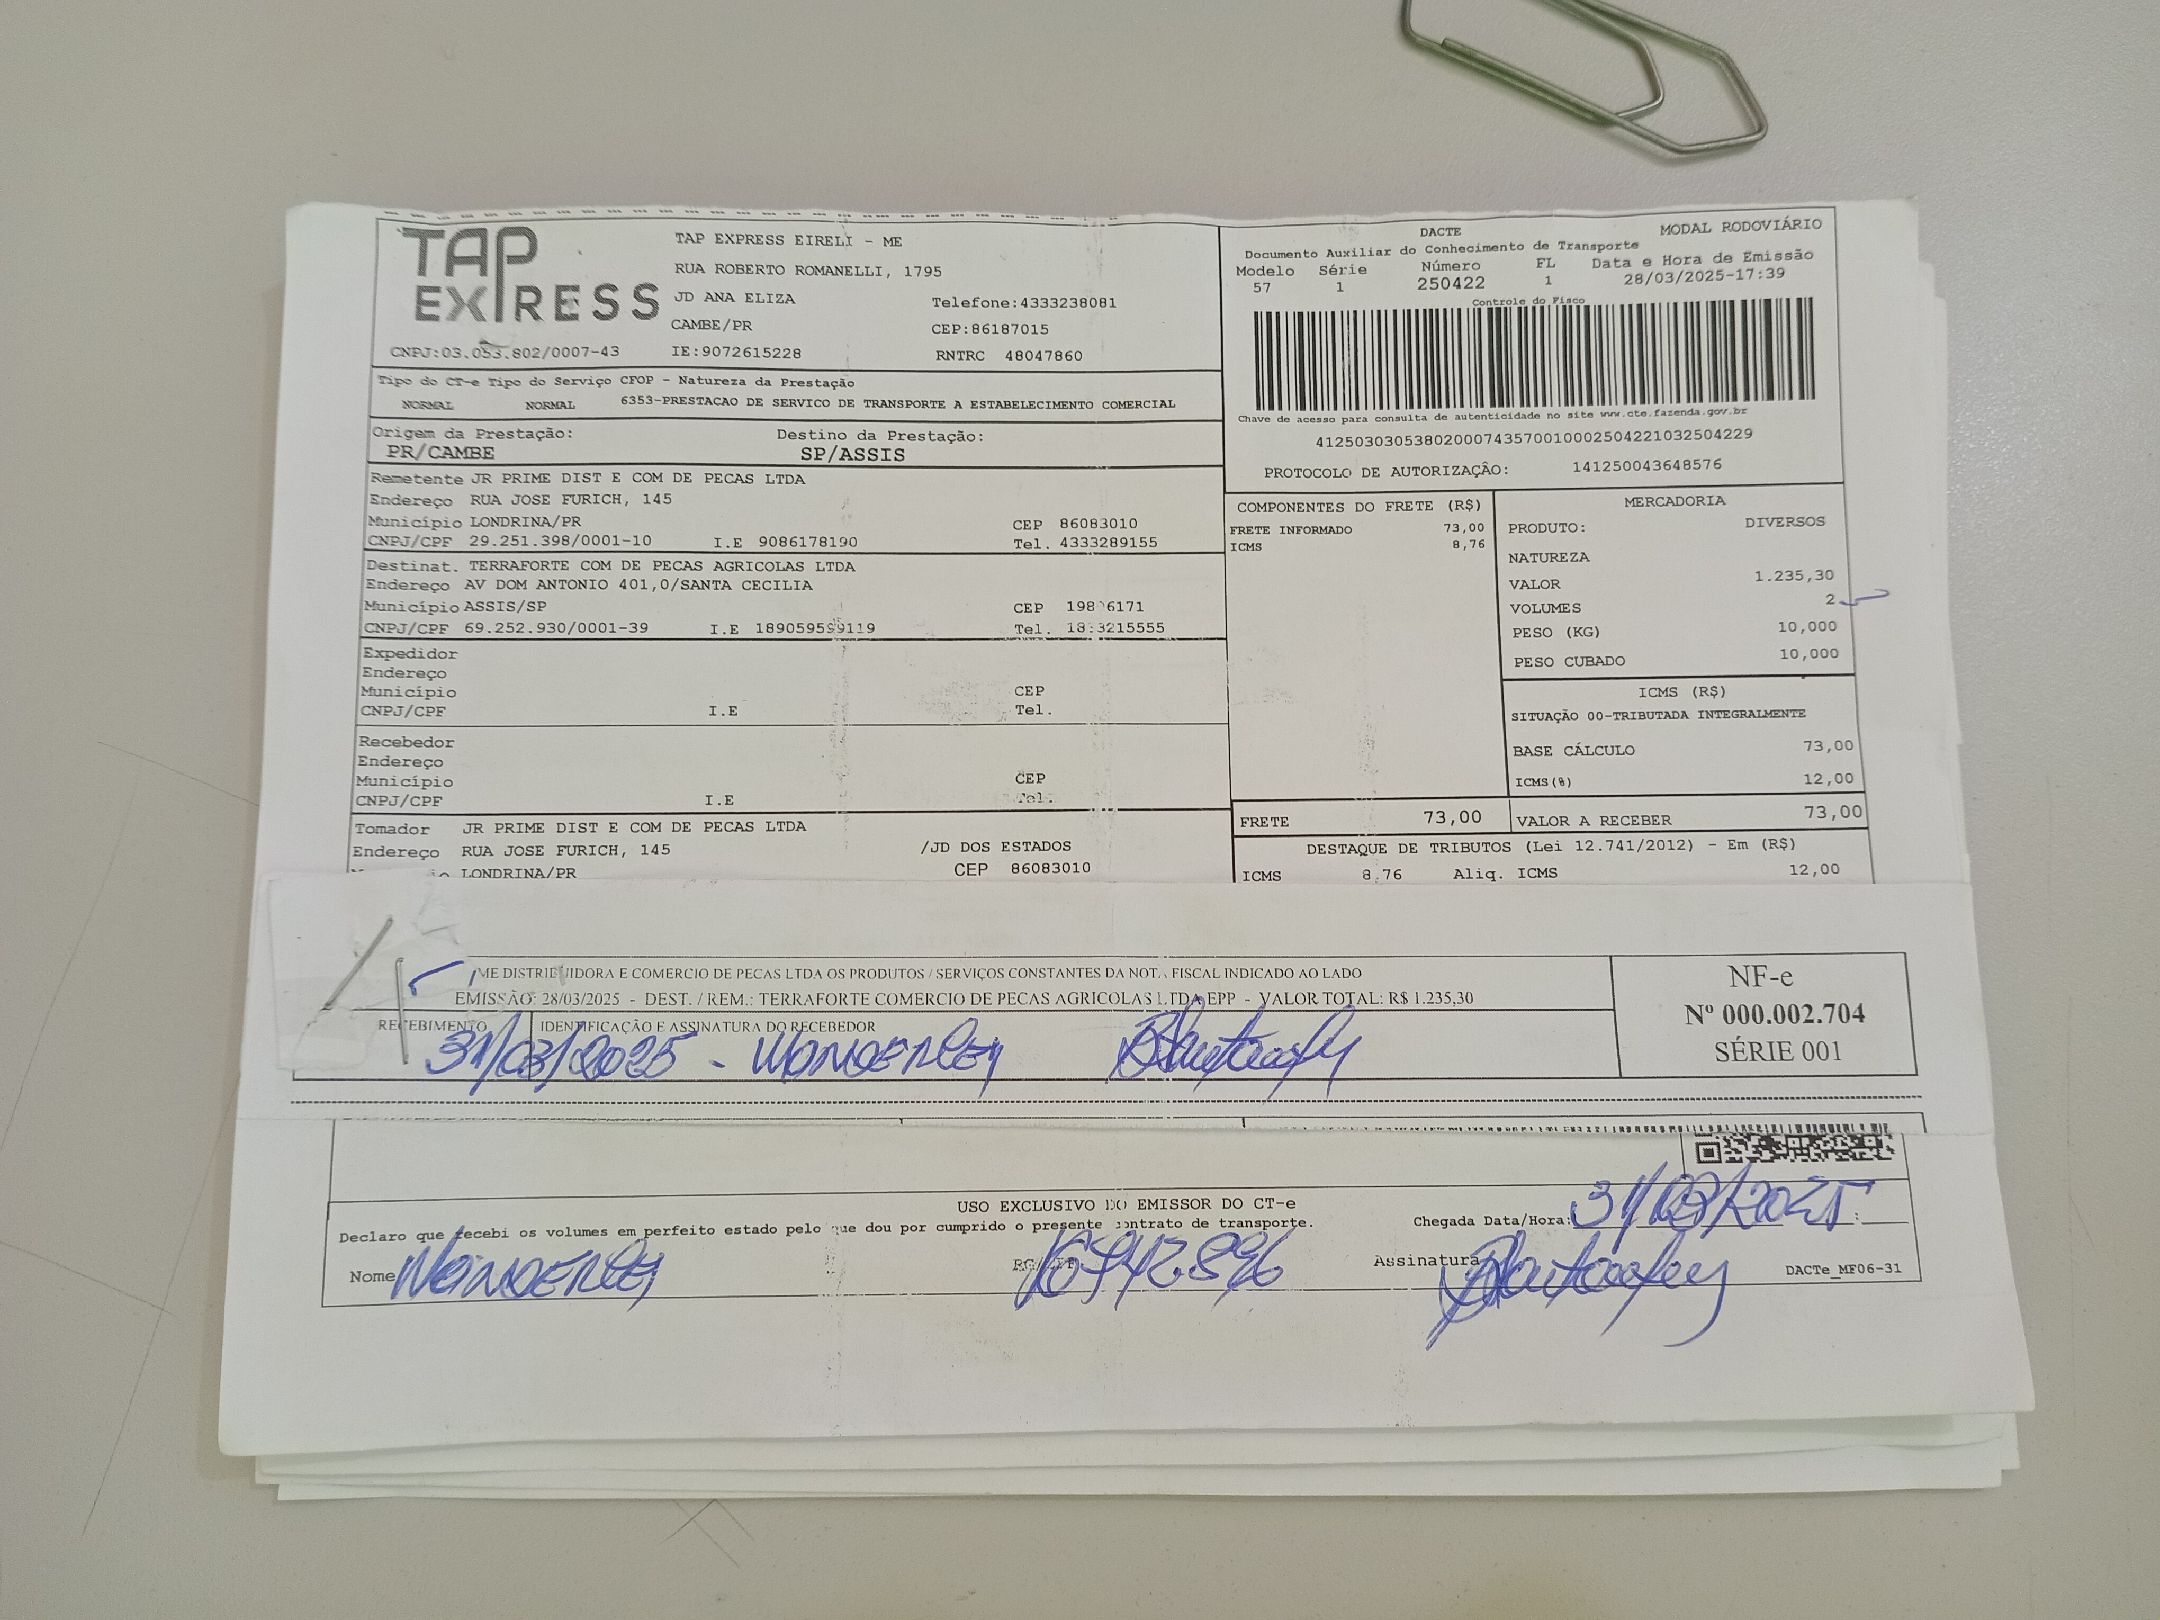 TAP EXPRESS
TAP EXPRESS EIRELI - ME
RUA ROBERTO ROMANELLI, 1795
JD ANA ELIZA Telefone:4333238081
CAMBE/PR CEP:86187015
CNPJ:03.053.802/0007-43 IE:9072615228 RNTRC 48047860
Tipo do CT-e Tipo do Serviço CFOP - Natureza da Prestação
NORMAL NORMAL 6353-PRESTACAO DE SERVICO DE TRANSPORTE A ESTABELECIMENTO COMERCIAL
Origem da Prestação: Destino da Prestação:
PR/CAMBE SP/ASSIS
Remetente JR PRIME DIST E COM DE PECAS LTDA
Endereço RUA JOSE FURICH, 145
Município LONDRINA/PR CEP 86083010
CNPJ/CPF 29.251.398/0001-10 I.E 9086178190 Tel. 4333289155
Destinat. TERRAFORTE COM DE PECAS AGRICOLAS LTDA
Endereço AV DOM ANTONIO 401,0/SANTA CECILIA
Município ASSIS/SP CEP
CNPJ/CPF 69.252.930/0001-39 I.E 189059599119 Tel.
Expedidor
Endereço
Município CEP
CNPJ/CPF I.E Tel.
Recebedor
Endereço
Município CEP
CNPJ/CPF I.E Tel.
Tomador JR PRIME DIST E COM DE PECAS LTDA
Endereço RUA JOSE FURICH, 145 /JD DOS ESTADOS
LONDRINA/PR CEP 86083010
DACTE MODAL RODOVIÁRIO
Documento Auxiliar do Conhecimento de Transporte
Modelo Série Número FL Data e Hora de Emissão
57 1 250422 1 28/03/2025-17:39
Controle do Fisco
Chave de acesso para consulta de autenticidade no site www.cte.fazenda.gov.br
41250303053802000743570010002504221032504229
PROTOCOLO DE AUTORIZAÇÃO: 141250043648576
COMPONENTES DO FRETE (R$)
FRETE INFORMADO 73,00
ICMS 8,76
MERCADORIA
PRODUTO: DIVERSOS
NATUREZA
VALOR 1.235,30
VOLUMES 2
PESO (KG) 10,000
PESO CUBADO 10,000
ICMS (R$)
SITUAÇÃO 00-TRIBUTADA INTEGRALMENTE
BASE CÁLCULO 73,00
ICMS(%) 12,00
FRETE 73,00 VALOR A RECEBER 73,00
DESTAQUE DE TRIBUTOS (Lei 12.741/2012) - Em (R$)
ICMS 8,76 Aliq. ICMS 12,00
ME DISTRIBUIDORA E COMERCIO DE PECAS LTDA OS PRODUTOS / SERVIÇOS CONSTANTES DA NOTA FISCAL INDICADO AO LADO
EMISSÃO: 28/03/2025 - DEST. / REM.: TERRAFORTE COMERCIO DE PECAS AGRICOLAS LTDA EPP - VALOR TOTAL: R$ 1.235,30
RECEBIMENTO IDENTIFICAÇÃO E ASSINATURA DO RECEBEDOR
31/03/2025 - WONDERLEY
NF-e
Nº 000.002.704
SÉRIE 001
USO EXCLUSIVO DO EMISSOR DO CT-e
Declaro que recebi os volumes em perfeito estado pelo que dou por cumprido o presente contrato de transporte.
Chegada Data/Hora: 31/03/2025 :
Nome WONDERLEY RG/CPF 16942896 Assinatura
DACTe_MF06-31